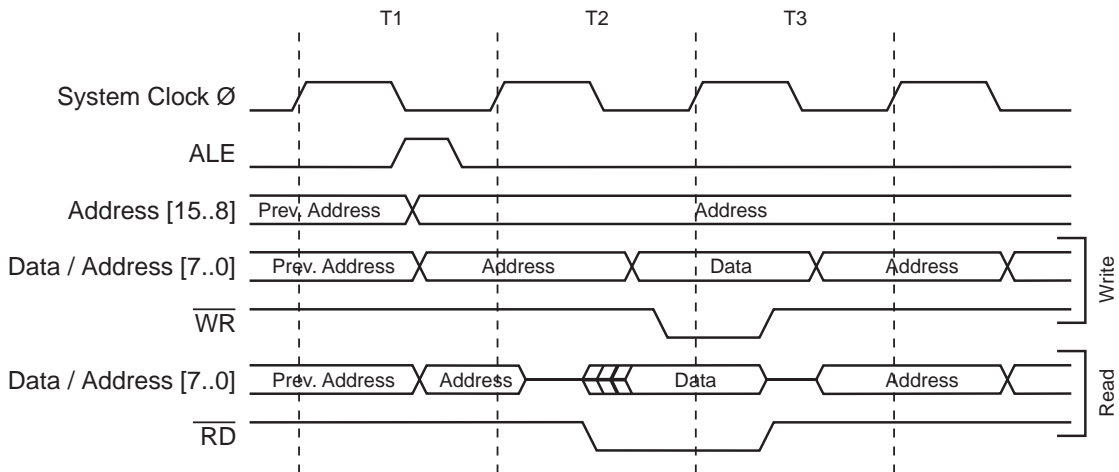 T1 T2 T3
System Clock Ø
ALE
Address [15..8] Prev. Address Address
Data / Address [7..0] Prev. Address Address Data Address
Write
WR
Data / Address [7..0] Prev. Address Address Data Address
Read
RD